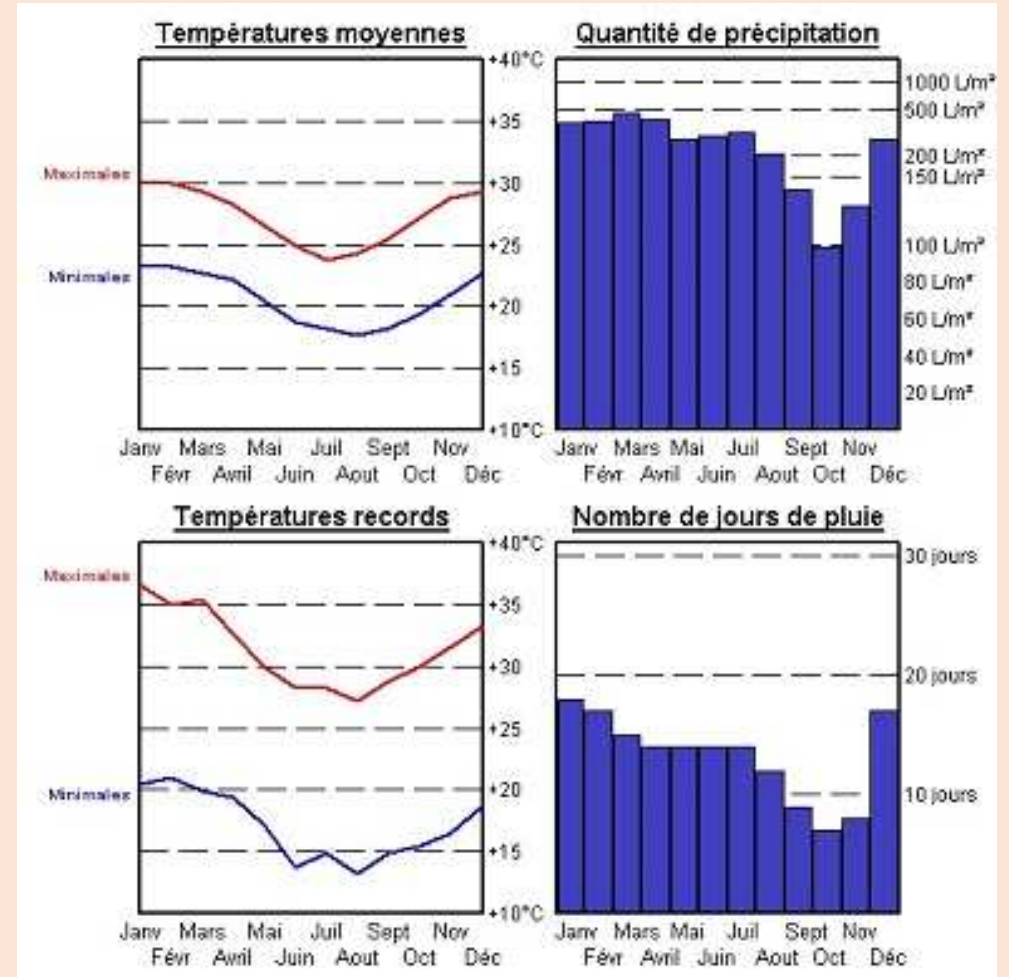 Températures moyennes
+40°C
+35
Maximales
+30
+25
Minimales
+20
+15
+10°C
Janv Mars Mai Juil Sept Nov
Févr Avril Juin Aout Oct Déc
Quantité de précipitation
1000 L/m²
500 L/m²
200 L/m²
150 L/m²
100 L/m²
80 L/m²
60 L/m²
40 L/m²
20 L/m²
Janv Mars Mai Juil Sept Nov
Févr Avril Juin Aout Oct Déc
Températures records
+40°C
Maximales
+35
+30
+25
Minimales
+20
+15
+10°C
Janv Mars Mai Juil Sept Nov
Févr Avril Juin Aout Oct Déc
Nombre de jours de pluie
30 jours
20 jours
10 jours
Janv Mars Mai Juil Sept Nov
Févr Avril Juin Aout Oct Déc